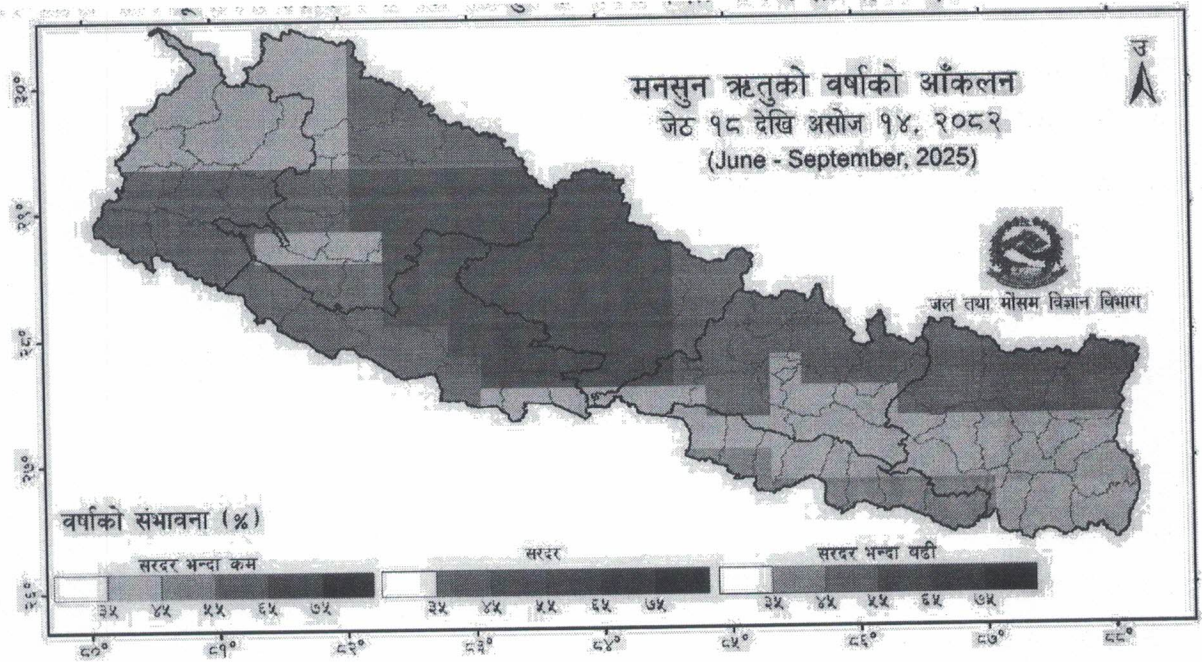 मनसुन ऋतुको वर्षाको आँकलन
जेठ १८ देखि असोज १४, २०८२
(June - September, 2025)
उ
जल तथा मौसम विज्ञान विभाग
३०°
२९°
२८°
२७°
२६°
वर्षाको संभावना (%)
सरदर भन्दा कम
सरदर
सरदर भन्दा बढी
३५ ४५ ५५ ६५ ७५
३५ ४५ ५५ ६५ ७५
३५ ४५ ५५ ६५ ७५
८०° ८१° ८२° ८३° ८४° ८५° ८६° ८७° ८८°